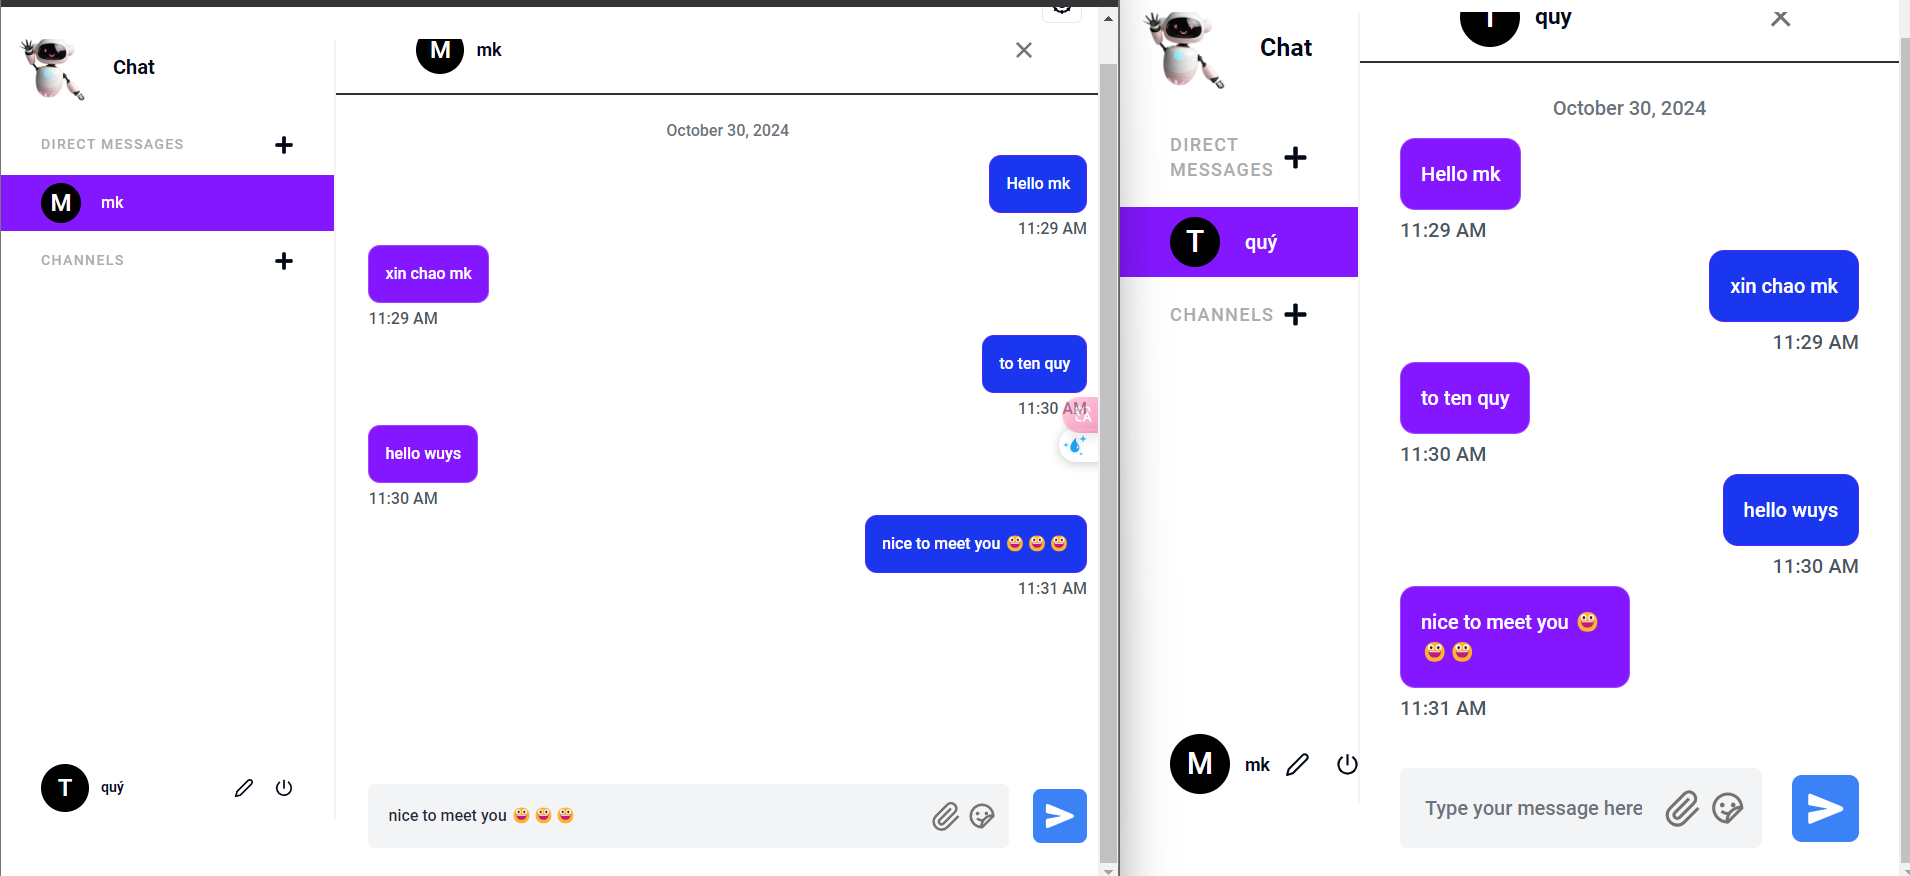 Chat
DIRECT MESSAGES
M mk
CHANNELS
T quý
M mk
October 30, 2024
Hello mk
11:29 AM
xin chao mk
11:29 AM
to ten quy
11:30 AM
hello wuys
11:30 AM
nice to meet you 😀 😀 😀
11:31 AM
nice to meet you 😀 😀 😀
Chat
DIRECT
MESSAGES
T quý
CHANNELS
M mk
T quý
October 30, 2024
Hello mk
11:29 AM
xin chao mk
11:29 AM
to ten quy
11:30 AM
hello wuys
11:30 AM
nice to meet you 😀
😀 😀
11:31 AM
Type your message here